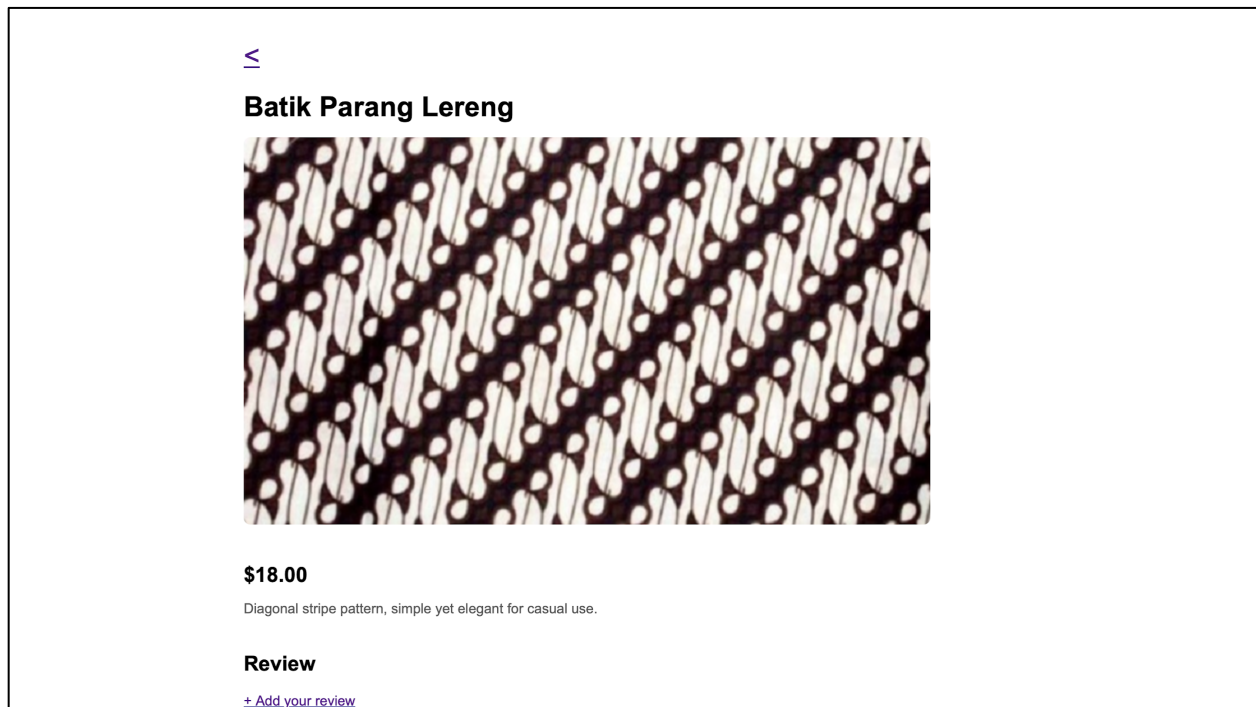 <
Batik Parang Lereng
$18.00
Diagonal stripe pattern, simple yet elegant for casual use.
Review
+ Add your review